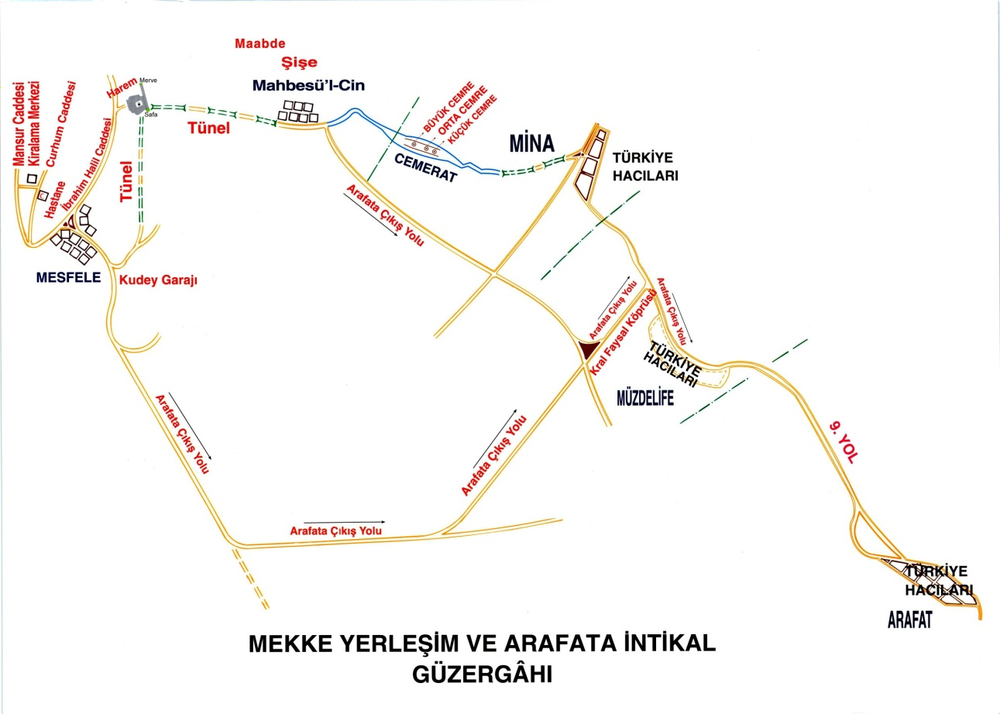 Maabde
Şişe
Mahbesü'l-Cin
Mansur Caddesi
Kiralama Merkezi
Curhum Caddesi
Harem
Merve
Safa
Tünel
Tünel
Hastane
İbrahim Halil Caddesi
MESFELE
Kudey Garajı
BÜYÜK CEMRE
ORTA CEMRE
KÜÇÜK CEMRE
CEMERAT
MİNA
TÜRKİYE
HACILARI
Arafata Çıkış Yolu
Arafata Çıkış Yolu
Kral Faysal Köprüsü
Arafata Çıkış Yolu
TÜRKİYE
HACILARI
MÜZDELİFE
Arafata Çıkış Yolu
Arafata Çıkış Yolu
Arafata Çıkış Yolu
9. YOL
TÜRKİYE
HACILARI
ARAFAT
MEKKE YERLEŞİM VE ARAFATA İNTİKAL
GÜZERGÂHI